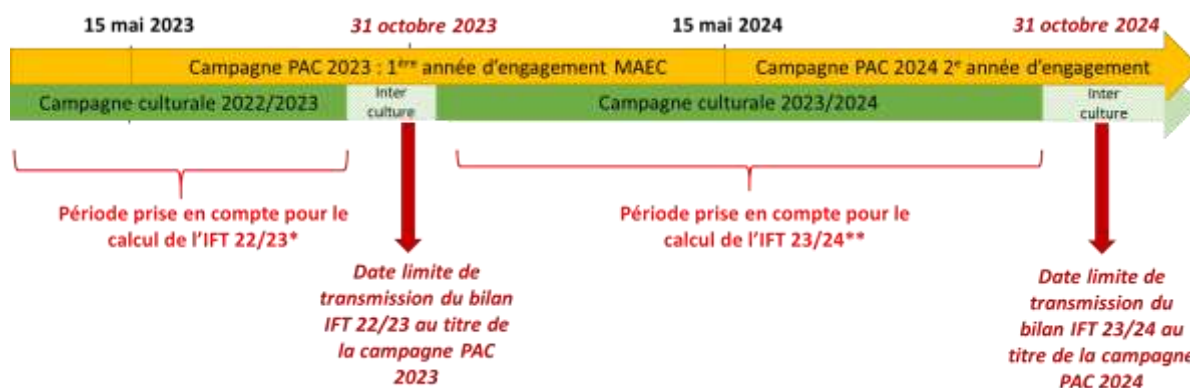 15 mai 2023 31 octobre 2023 15 mai 2024 31 octobre 2024
Campagne PAC 2023 : 1ère année d'engagement MAEC Campagne PAC 2024 2e année d'engagement
Campagne culturale 2022/2023 Inter culture Campagne culturale 2023/2024 Inter culture
Période prise en compte pour le
calcul de l'IFT 22/23*
Période prise en compte pour le
calcul de l'IFT 23/24**
Date limite de
transmission du bilan
IFT 22/23 au titre de
la campagne PAC
2023
Date limite de
transmission du
bilan IFT 23/24 au
titre de la campagne
PAC 2024